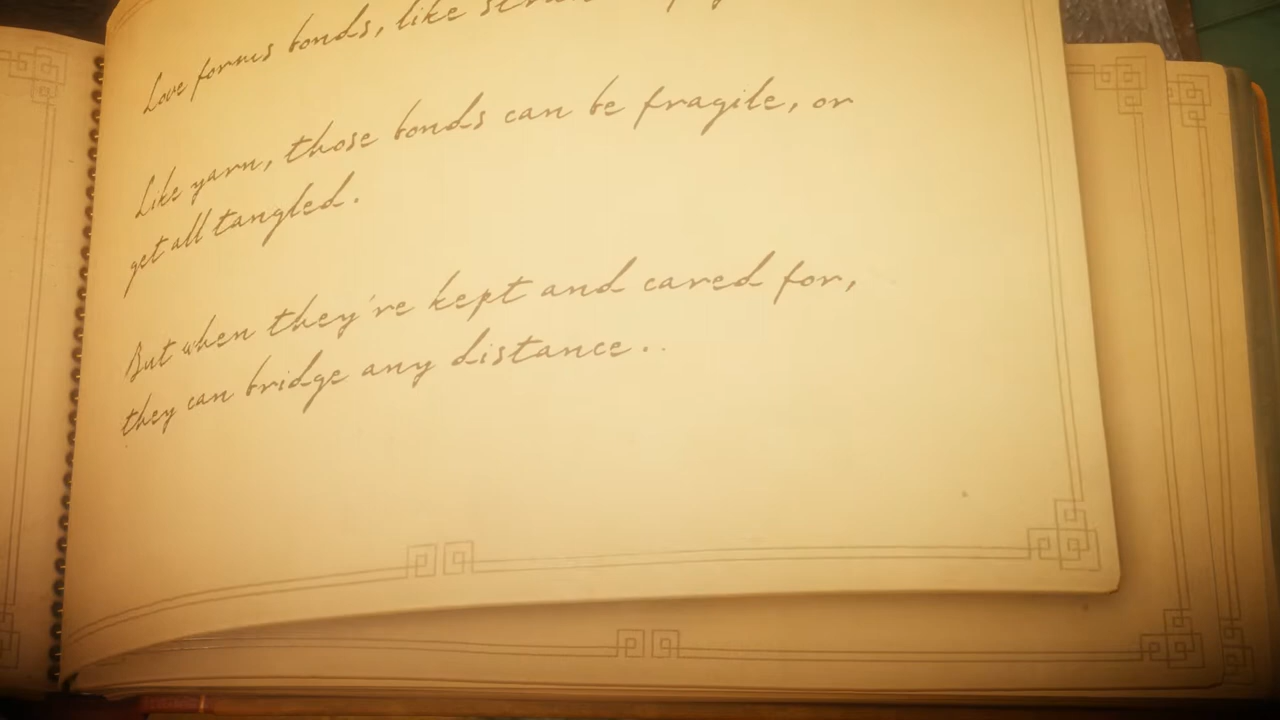 Love forms bonds, like
Like yarn, those bonds can be fragile, or
get all tangled.
But when they're kept and cared for,
they can bridge any distance..